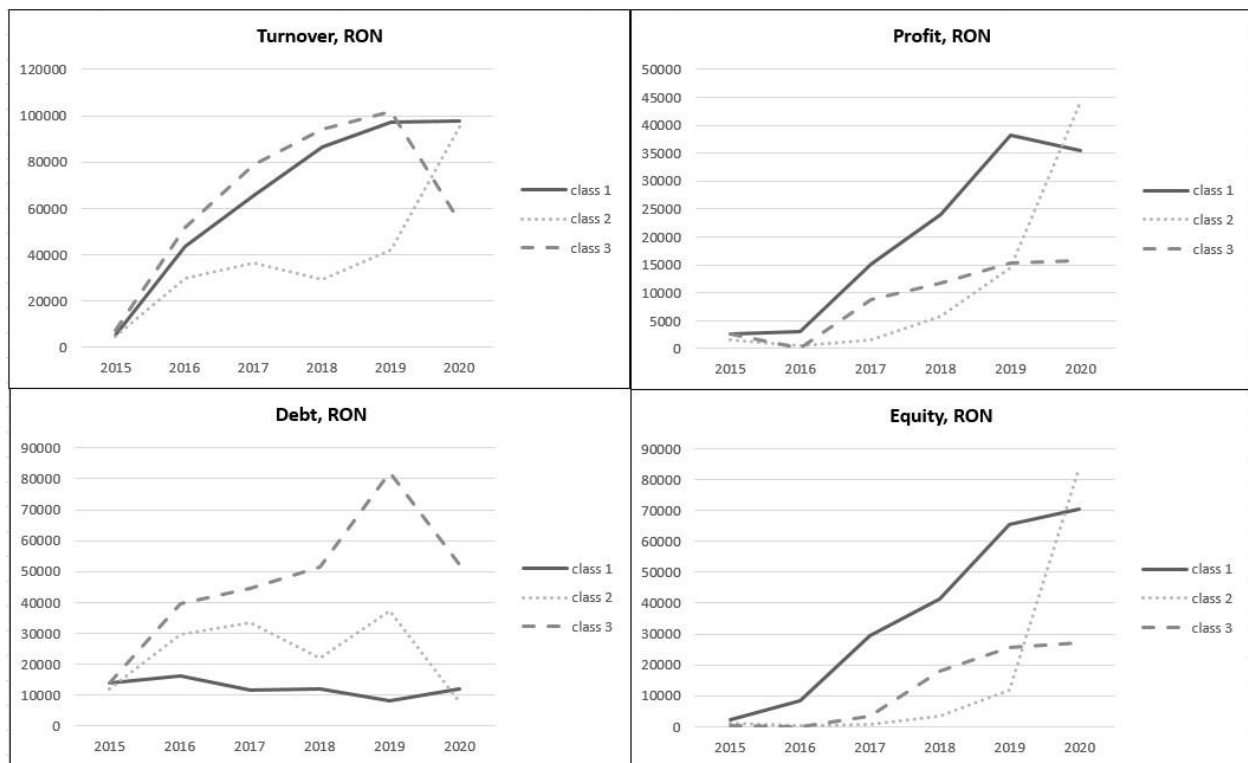 Turnover, RON
120000
100000
80000
60000
40000
20000
0
2015 2016 2017 2018 2019 2020
class 1
class 2
class 3
Profit, RON
50000
45000
40000
35000
30000
25000
20000
15000
10000
5000
0
2015 2016 2017 2018 2019 2020
class 1
class 2
class 3
Debt, RON
90000
80000
70000
60000
50000
40000
30000
20000
10000
0
2015 2016 2017 2018 2019 2020
class 1
class 2
class 3
Equity, RON
90000
80000
70000
60000
50000
40000
30000
20000
10000
0
2015 2016 2017 2018 2019 2020
class 1
class 2
class 3